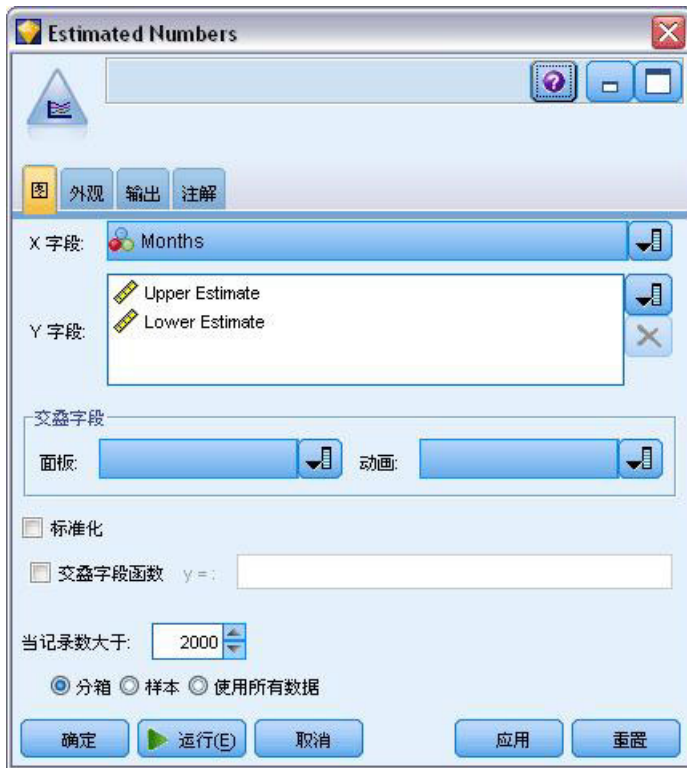 Estimated Numbers
图 外观 输出 注解
X 字段: Months
Y 字段:
Upper Estimate
Lower Estimate
交叠字段
面板: 动画:
标准化
交叠字段函数 y = :
当记录数大于: 2000
分箱 样本 使用所有数据
确定 运行(E) 取消 应用 重置